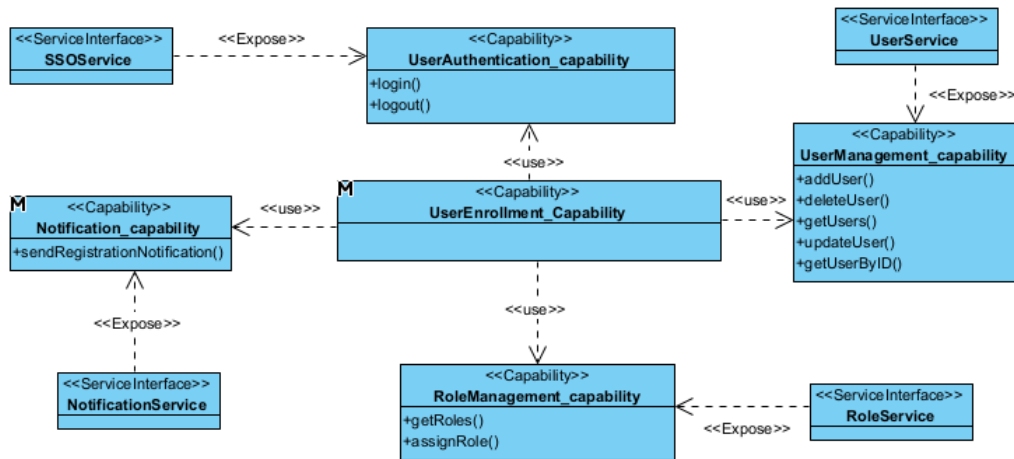 <<ServiceInterface>>
SSOService
<<Expose>>
<<Capability>>
UserAuthentication_capability
+login()
+logout()
<<ServiceInterface>>
UserService
<<Expose>>
<<Capability>>
UserManagement_capability
+addUser()
+deleteUser()
+getUsers()
+updateUser()
+getUserByID()
<<use>>
M
<<Capability>>
UserEnrollment_Capability
<<use>>
<<use>>
M
<<Capability>>
Notification_capability
+sendRegistrationNotification()
<<Expose>>
<<ServiceInterface>>
NotificationService
<<use>>
<<Capability>>
RoleManagement_capability
+getRoles()
+assignRole()
<<Expose>>
<<ServiceInterface>>
RoleService